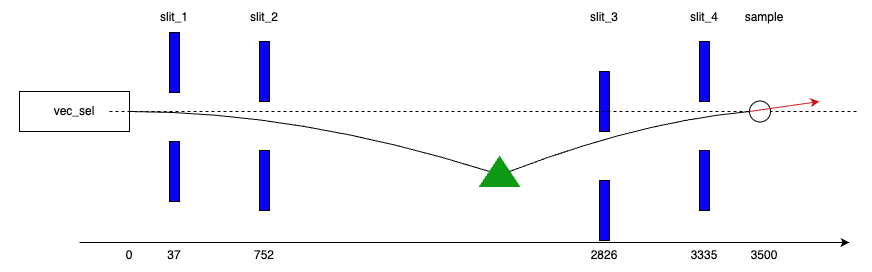 slit_1 slit_2 slit_3 slit_4 sample
vec_sel
0 37 752 2826 3335 3500